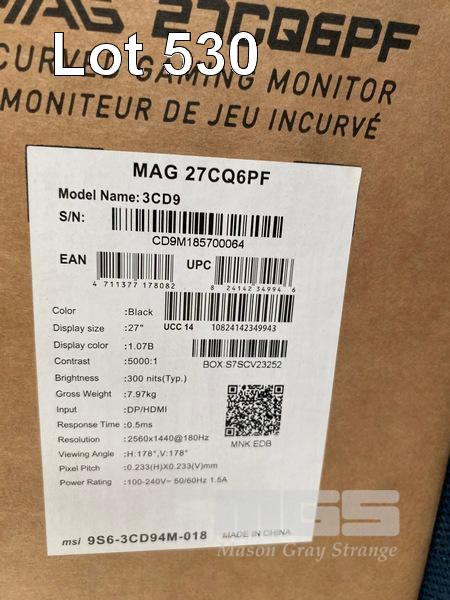 MAG 27CQ6PF
Lot 530
CURVED GAMING MONITOR
MONITEUR DE JEU INCURVÉ
MAG 27CQ6PF
Model Name: 3CD9
S/N:
CD9M185700064
EAN
4 711377 178082
UPC
8 24142 34994 6
Color :Black
Display size :27"
UCC 14 10824142349943
Display color :1.07B
Contrast :5000:1
BOX:S7SCV23252
Brightness :300 nits(Typ.)
Gross Weight :7.97kg
Input :DP/HDMI
Response Time :0.5ms
Resolution :2560x1440@180Hz
MNK EDB
Viewing Angle :H:178°,V:178°
Pixel Pitch :0.233(H)X0.233(V)mm
Power Rating :100-240V~ 50/60Hz 1.5A
msi 9S6-3CD94M-018 MADE IN CHINA
MGS
Mason Gray Strange